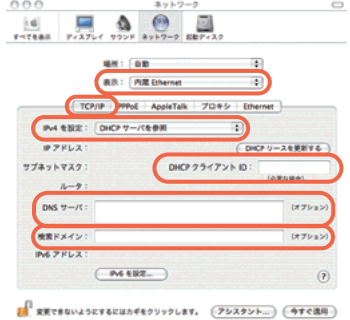 ネットワーク
すべてを表示 ディスプレイ サウンド ネットワーク 起動ディスク
場所： 自動
表示： 内蔵 Ethernet
TCP/IP PPPoE AppleTalk プロキシ Ethernet
IPv4 を設定： DHCP サーバを参照
IP アドレス： DHCP リースを更新する
サブネットマスク： DHCP クライアント ID：
（必要な場合）
ルータ：
DNS サーバ： （オプション）
検索ドメイン： （オプション）
IPv6 アドレス：
IPv6 を設定... ?
変更できないようにするにはカギをクリックします。 アシスタント... 今すぐ適用